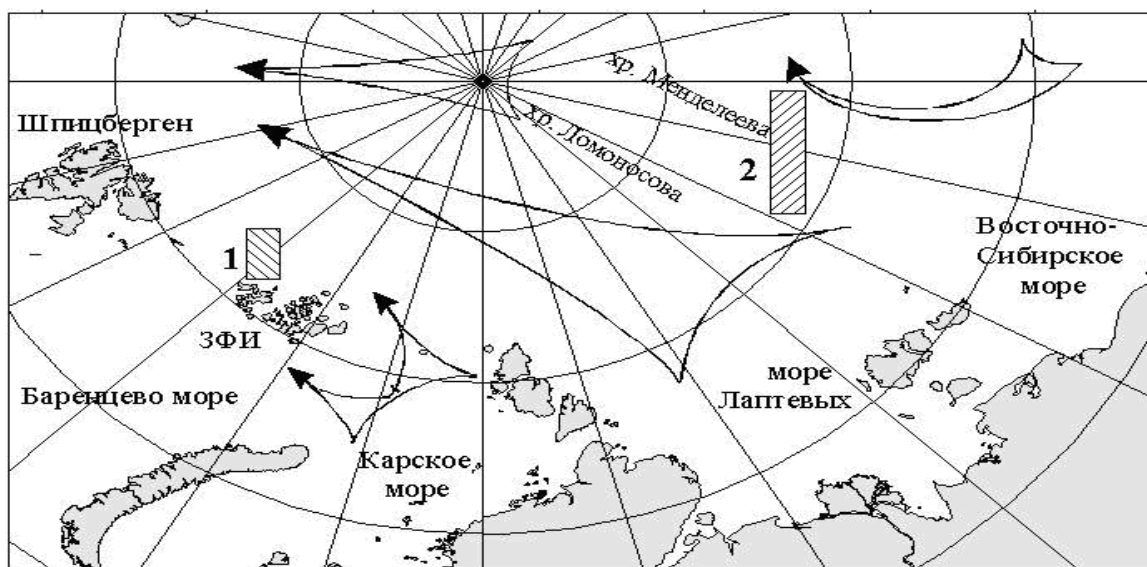 хр. Менделеева
Шпицберген
хр. Ломоносова
2
Восточно-
Сибирское
море
1
ЗФИ
море
Лаптевых
Баренцево море
Карское
море